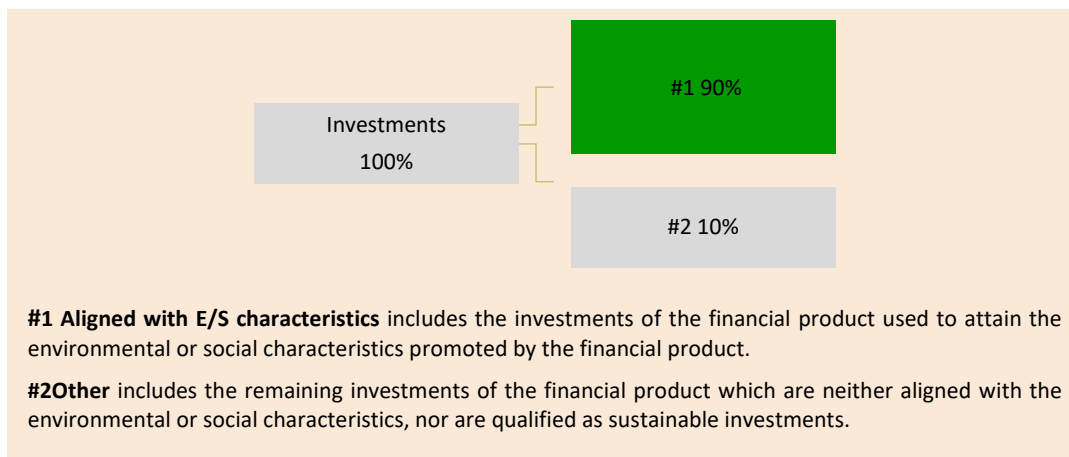 #1 90%
Investments
100%
#2 10%
#1 Aligned with E/S characteristics includes the investments of the financial product used to attain the
environmental or social characteristics promoted by the financial product.
#2Other includes the remaining investments of the financial product which are neither aligned with the
environmental or social characteristics, nor are qualified as sustainable investments.